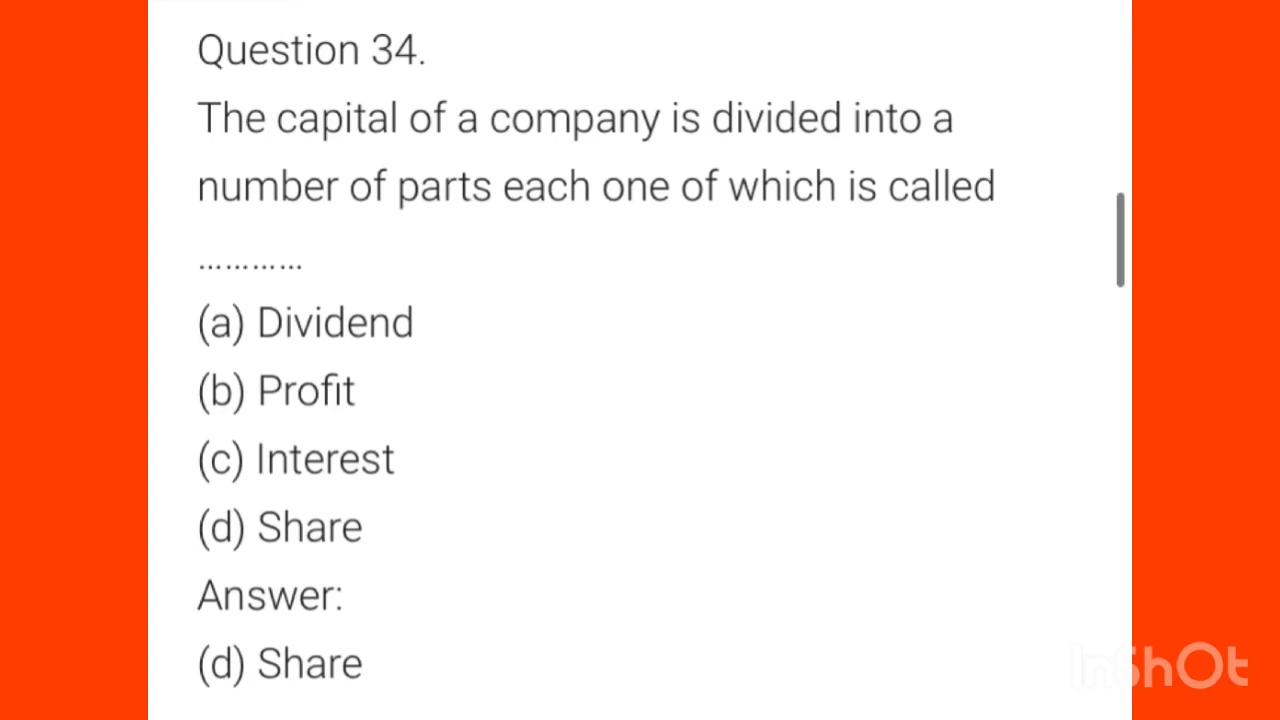 Question 34.
The capital of a company is divided into a
number of parts each one of which is called
…………
(a) Dividend
(b) Profit
(c) Interest
(d) Share
Answer:
(d) Share
InShOt